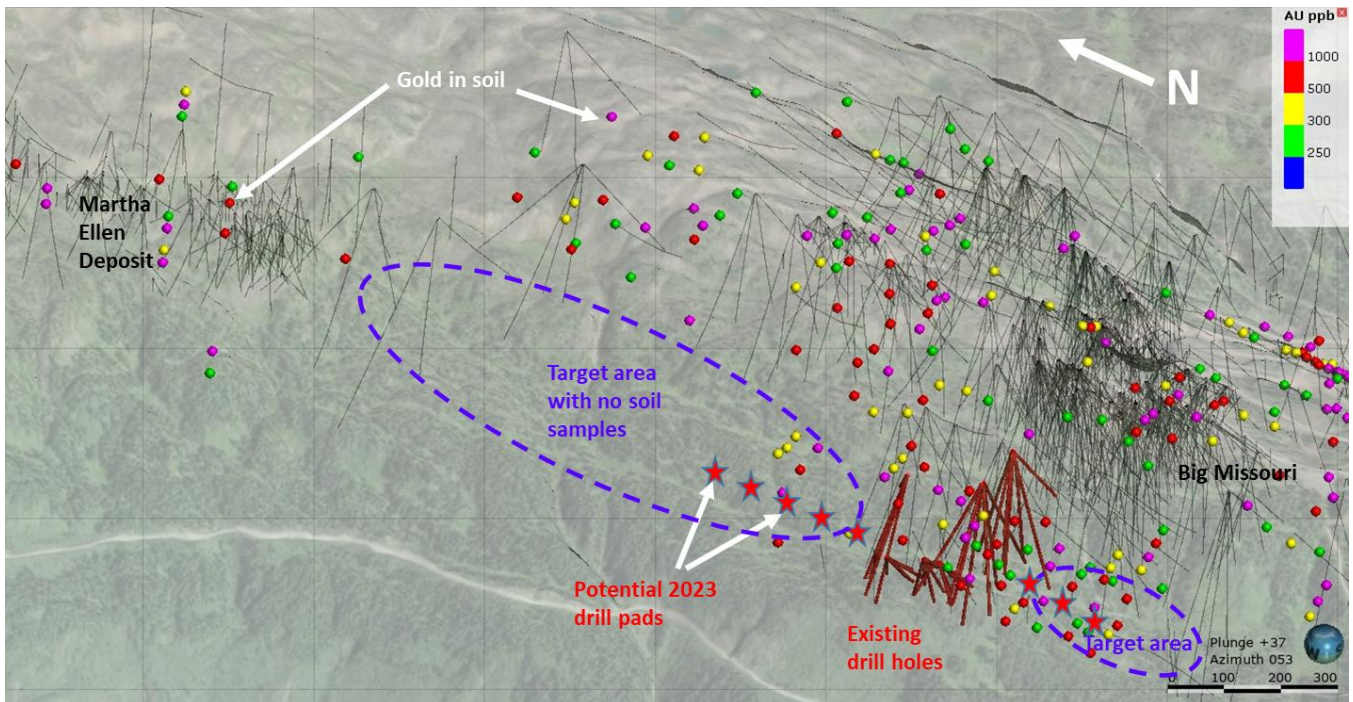 AU ppb
1000
500
300
250
N
Gold in soil
Martha
Ellen
Deposit
Target area
with no soil
samples
Big Missouri
Potential 2023
drill pads
Existing
drill holes
Target area
Plunge +37
Azimuth 053
0 100 200 300